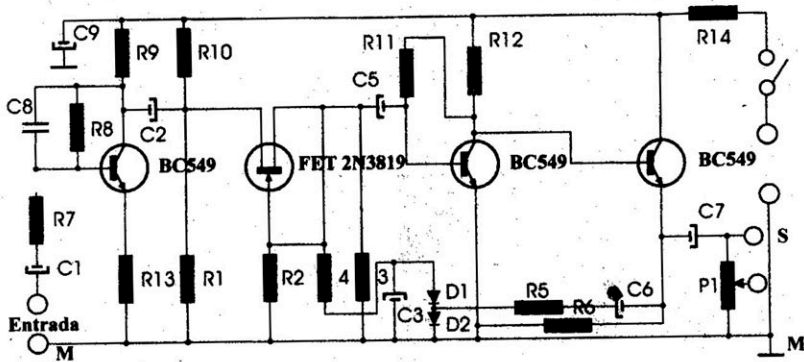 C9
R9
R10
R11
R12
R14
C5
C8
R8
C2
BC549
FET 2N3819
BC549
BC549
R7
C7
S
C1
R13
R1
R2
4
3
D1
C6
R5
P1
C3
D2
R6
Entrada
M
M